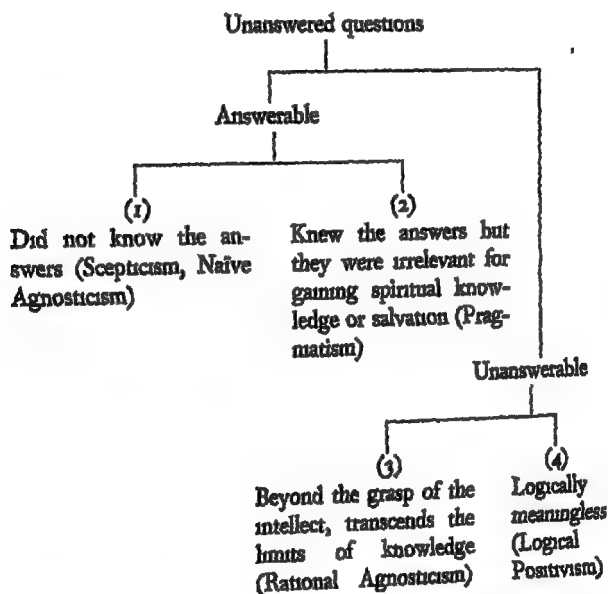 Unanswered questions
Answerable
(1)
Did not know the an-
swers (Scepticism, Naïve
Agnosticism)
(2)
Knew the answers but
they were irrelevant for
gaining spiritual know-
ledge or salvation (Prag-
matism)
Unanswerable
(3)
Beyond the grasp of the
intellect, transcends the
limits of knowledge
(Rational Agnosticism)
(4)
Logically
meaningless
(Logical
Positivism)